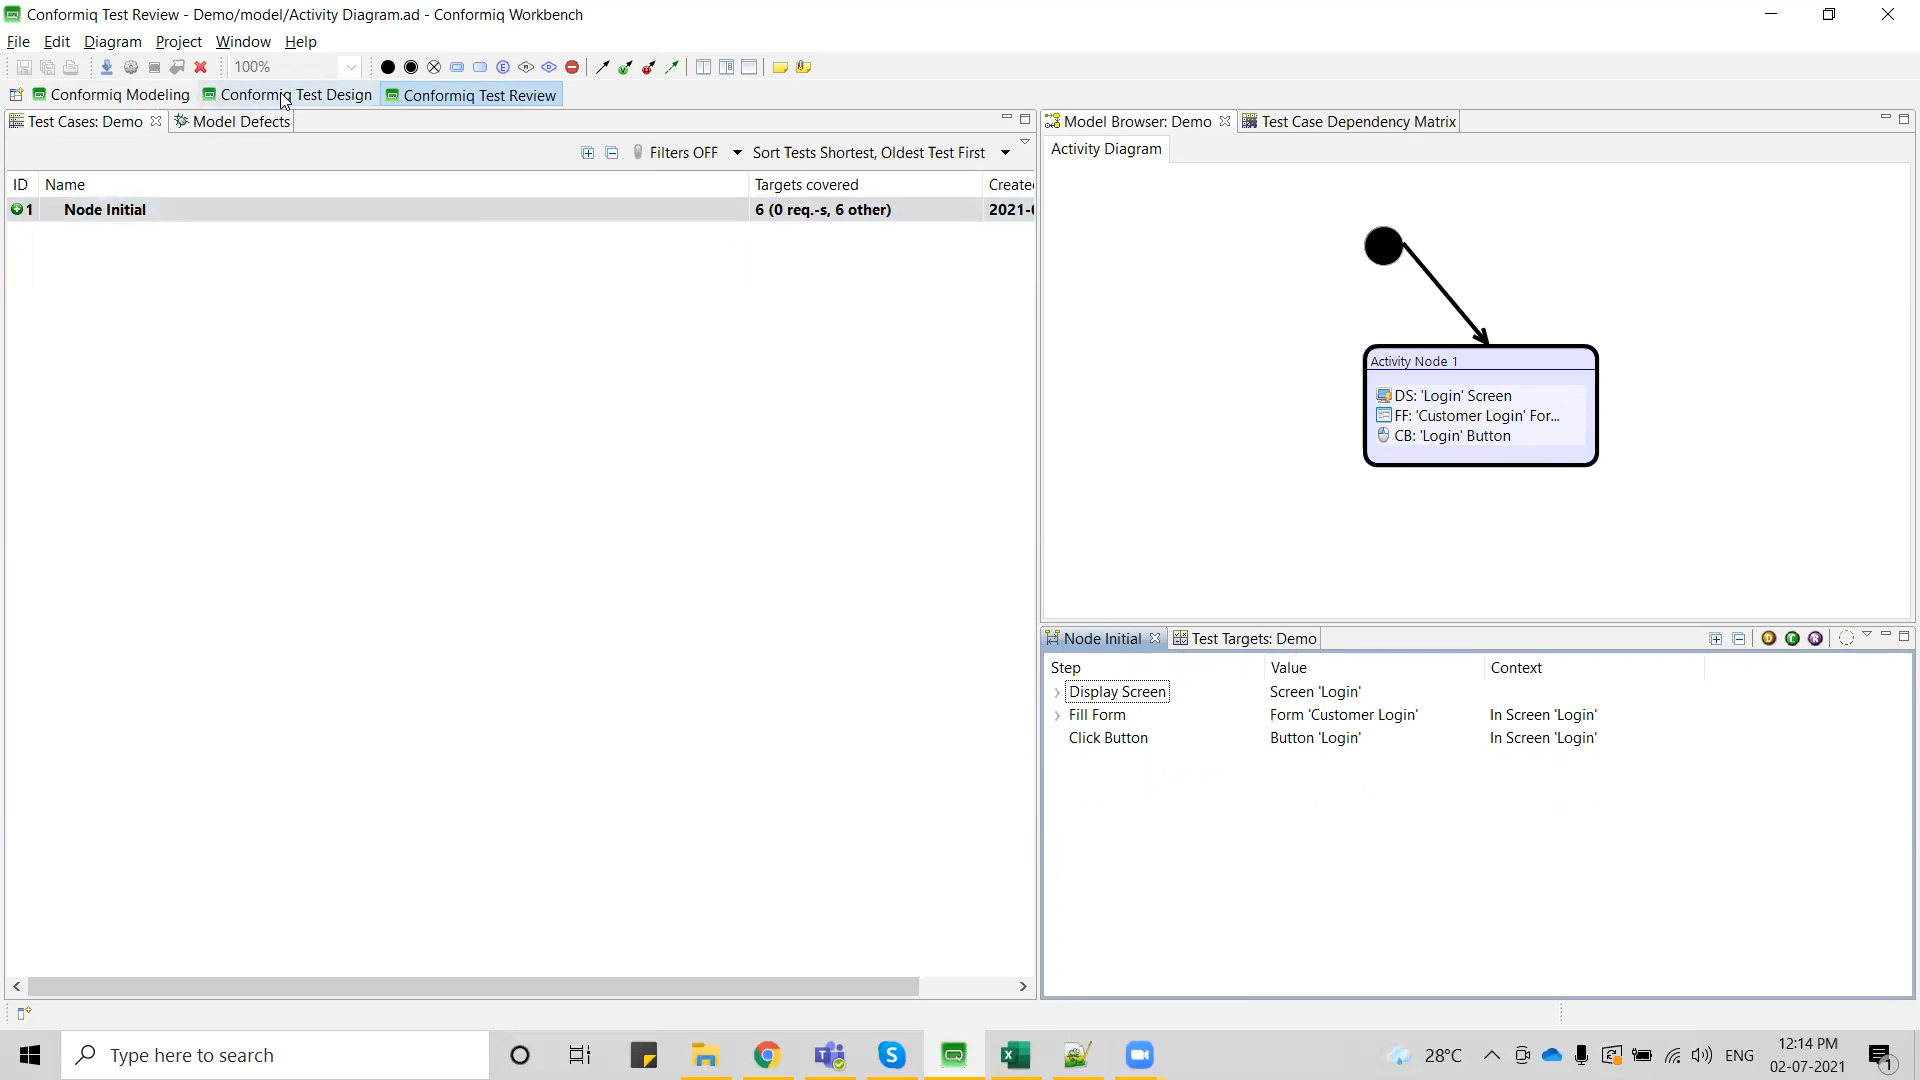 Conformiq Test Review - Demo/model/Activity Diagram.ad - Conformiq Workbench
File Edit Diagram Project Window Help
100%
Conformiq Modeling Conformiq Test Design Conformiq Test Review
Test Cases: Demo Model Defects
Filters OFF Sort Tests Shortest, Oldest Test First
ID Name Targets covered Create
1 Node Initial 6 (0 req.-s, 6 other) 2021-0
Model Browser: Demo Test Case Dependency Matrix
Activity Diagram
Activity Node 1
DS: 'Login' Screen
FF: 'Customer Login' For...
CB: 'Login' Button
Node Initial Test Targets: Demo
Step Value Context
Display Screen Screen 'Login'
Fill Form Form 'Customer Login' In Screen 'Login'
Click Button Button 'Login' In Screen 'Login'
Type here to search
28°C ENG
12:14 PM
02-07-2021
1